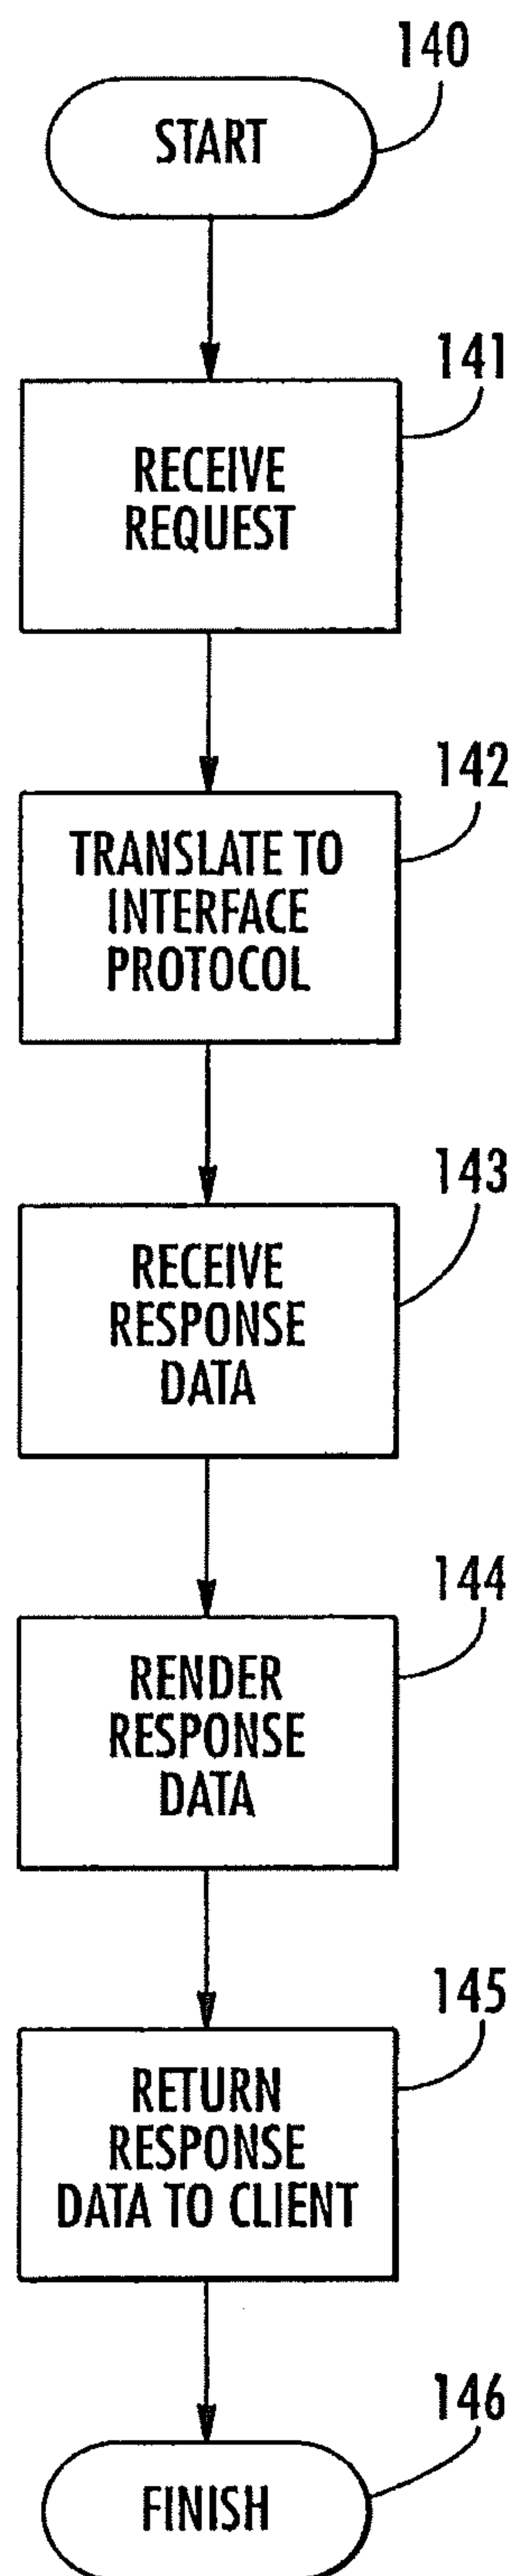 140
START
141
RECEIVE
REQUEST
142
TRANSLATE TO
INTERFACE
PROTOCOL
143
RECEIVE
RESPONSE
DATA
144
RENDER
RESPONSE
DATA
145
RETURN
RESPONSE
DATA TO CLIENT
146
FINISH